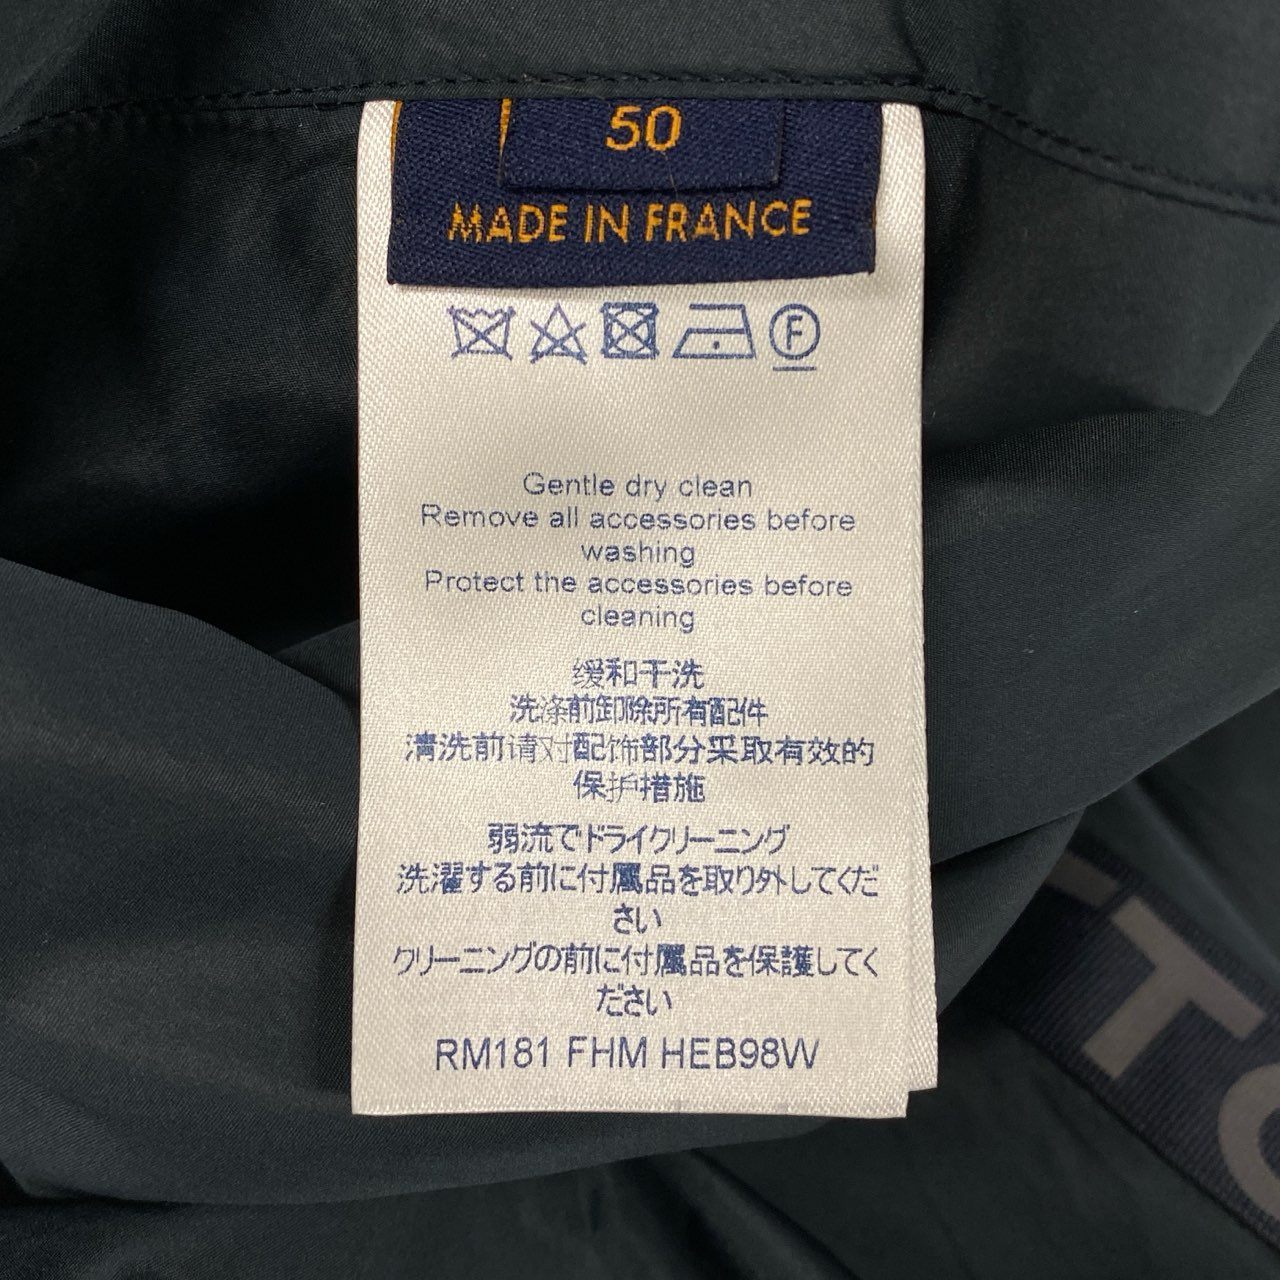 50
MADE IN FRANCE
F
Gentle dry clean
Remove all accessories before
washing
Protect the accessories before
cleaning
缓和干洗
洗涤前卸除所有配件
清洗前请对配饰部分采取有效的
保护措施
弱流でドライクリーニング
洗濯する前に付属品を取り外してくだ
さい
クリーニングの前に付属品を保護してく
ださい
RM181 FHM HEB98W